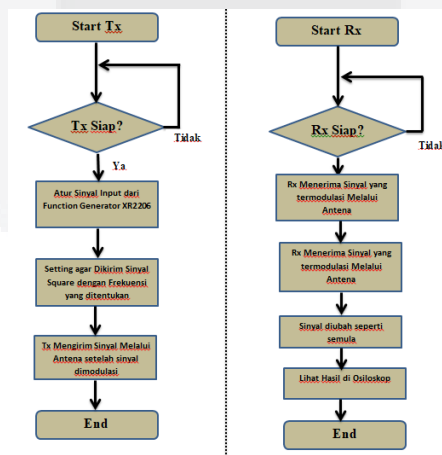 Start Tx
Tx Siap?
Tidak
Ya
Atur Sinyal Input dari
Function Generator XR2206
Setting agar Dikirim Sinyal
Square dengan Frekuensi
yang ditentukan
Tx Mengirim Sinyal Melalui
Antena setelah sinyal
dimodulasi
End
Start Rx
Rx Siap?
Tidak
Rx Menerima Sinyal yang
termodulasi Melalui
Antena
Rx Menerima Sinyal yang
termodulasi Melalui
Antena
Sinyal diubah seperti
semula
Lihat Hasil di Osiloskop
End